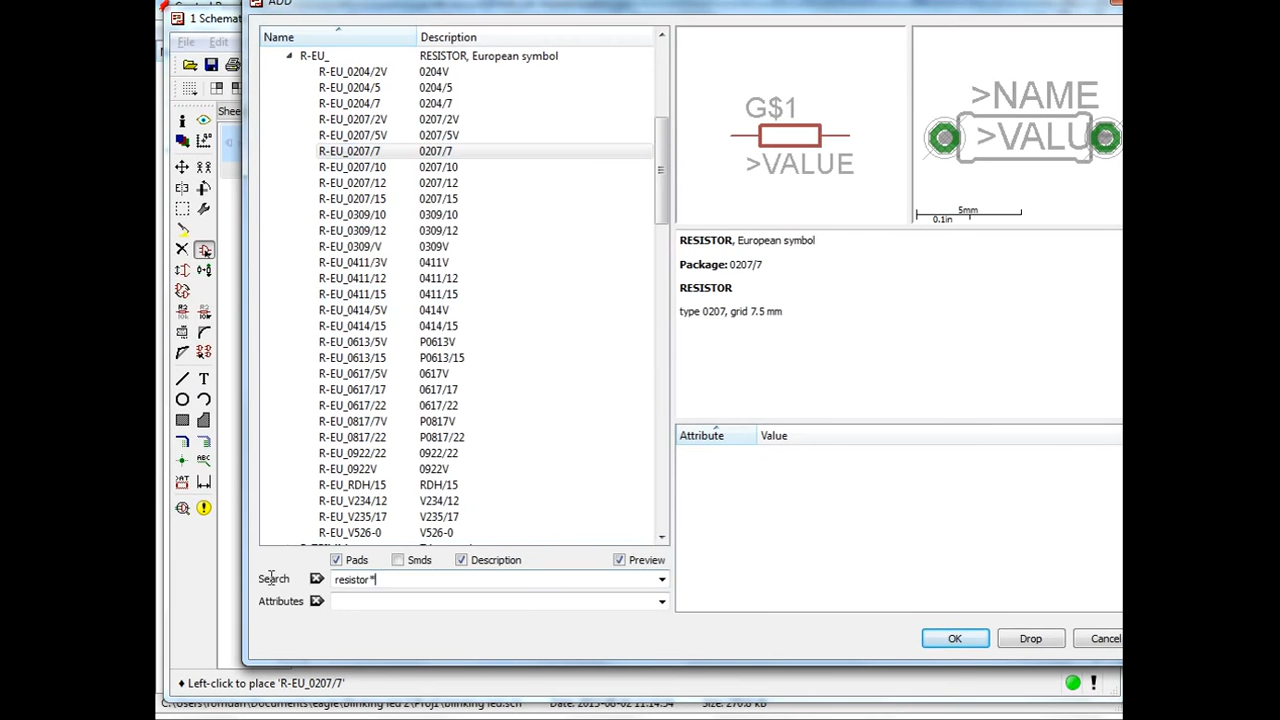 ADD
1 Schemat
File Edit
Shee
Name Description
R-EU_ RESISTOR, European symbol
R-EU_0204/2V 0204V
R-EU_0204/5 0204/5
R-EU_0204/7 0204/7
R-EU_0207/2V 0207/2V
R-EU_0207/5V 0207/5V
R-EU_0207/7 0207/7
R-EU_0207/10 0207/10
R-EU_0207/12 0207/12
R-EU_0207/15 0207/15
R-EU_0309/10 0309/10
R-EU_0309/12 0309/12
R-EU_0309/V 0309V
R-EU_0411/3V 0411V
R-EU_0411/12 0411/12
R-EU_0411/15 0411/15
R-EU_0414/5V 0414V
R-EU_0414/15 0414/15
R-EU_0613/5V P0613V
R-EU_0613/15 P0613/15
R-EU_0617/5V 0617V
R-EU_0617/17 0617/17
R-EU_0617/22 0617/22
R-EU_0817/7V P0817V
R-EU_0817/22 P0817/22
R-EU_0922/22 0922/22
R-EU_0922V 0922V
R-EU_RDH/15 RDH/15
R-EU_V234/12 V234/12
R-EU_V235/17 V235/17
R-EU_V526-0 V526-0
Pads Smds Description Preview
Search resistor*
Attributes
G$1
>VALUE
>NAME
>VALU
5mm
0.1in
RESISTOR, European symbol
Package: 0207/7
RESISTOR
type 0207, grid 7.5 mm
Attribute Value
OK Drop Cancel
Left-click to place 'R-EU_0207/7'